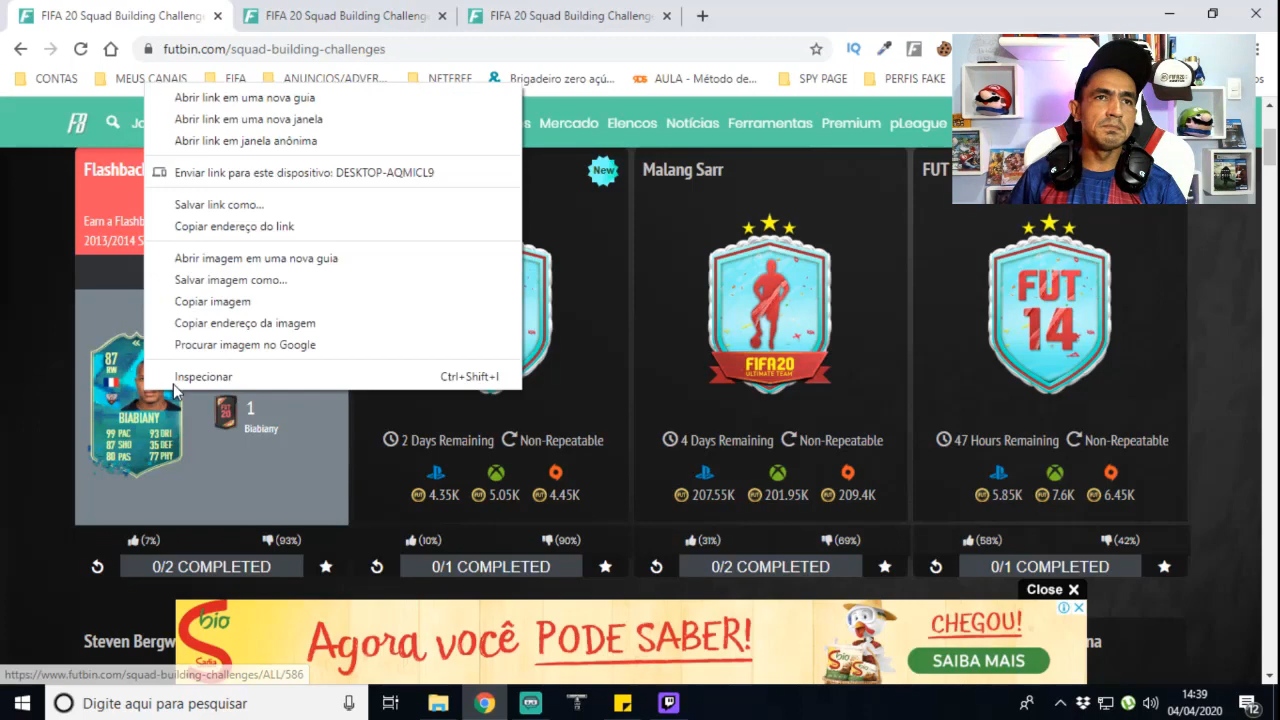 FIFA 20 Squad Building Challenge
FIFA 20 Squad Building Challenge
FIFA 20 Squad Building Challenge
futbin.com/squad-building-challenges
IQ
CONTAS
MEUS CANAIS
FIFA
ANUNCIOS/ADVER...
NETFREE
Brigadeiro zero açú...
AULA - Método de...
SPY PAGE
PERFIS FAKE
Mercado
Elencos
Notícias
Ferramentas
Premium
pLeague
Abrir link em uma nova guia
Abrir link em uma nova janela
Abrir link em janela anônima
Enviar link para este dispositivo: DESKTOP-AQMICL9
Salvar link como...
Copiar endereço do link
Abrir imagem em uma nova guia
Salvar imagem como...
Copiar imagem
Copiar endereço da imagem
Procurar imagem no Google
Inspecionar
Ctrl+Shift+I
Flashback
Earn a Flashb
2013/2014 S
New
Malang Sarr
FUT
87
RW
BIABIANY
99 PAC 93 DRI
87 SHO 35 DEF
80 PAS 77 PHY
1
Biabiany
FIFA20
ULTIMATE TEAM
FUT
14
2 Days Remaining
Non-Repeatable
4 Days Remaining
Non-Repeatable
47 Hours Remaining
Non-Repeatable
4.35K
5.05K
4.45K
207.55K
201.95K
209.4K
5.85K
7.6K
6.45K
(7%)
(93%)
(10%)
(90%)
(31%)
(69%)
(58%)
(42%)
0/2 COMPLETED
0/1 COMPLETED
0/2 COMPLETED
0/1 COMPLETED
Close X
Steven Bergw
S bio
Sadia
Agora você PODE SABER!
CHEGOU!
SAIBA MAIS
https://www.futbin.com/squad-building-challenges/ALL/586
Digite aqui para pesquisar
14:39
04/04/2020
12